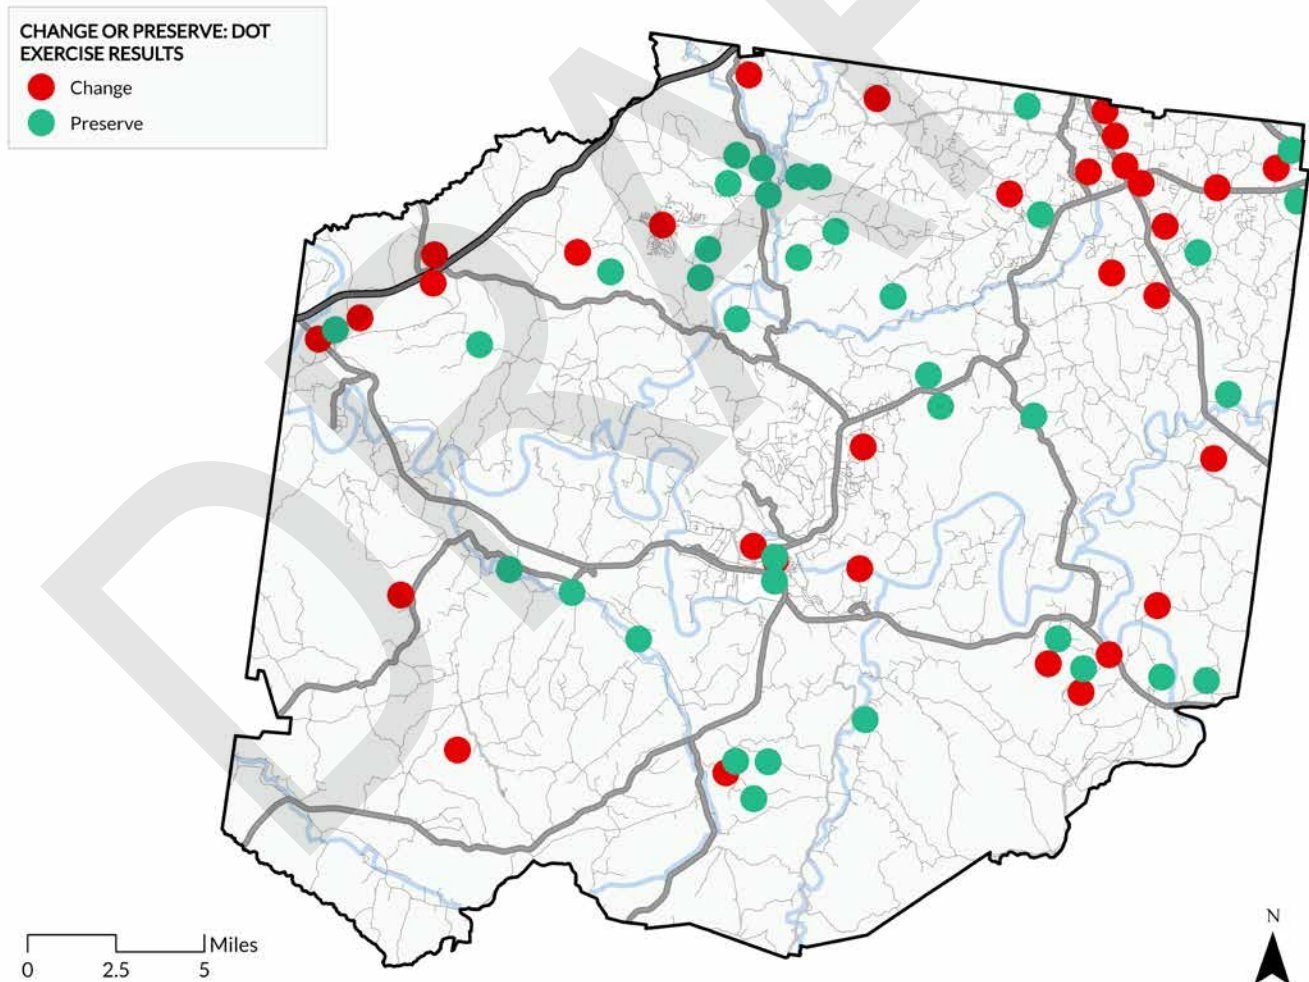 CHANGE OR PRESERVE: DOT
EXERCISE RESULTS
Change
Preserve
DRAFT
Miles
0 2.5 5
N